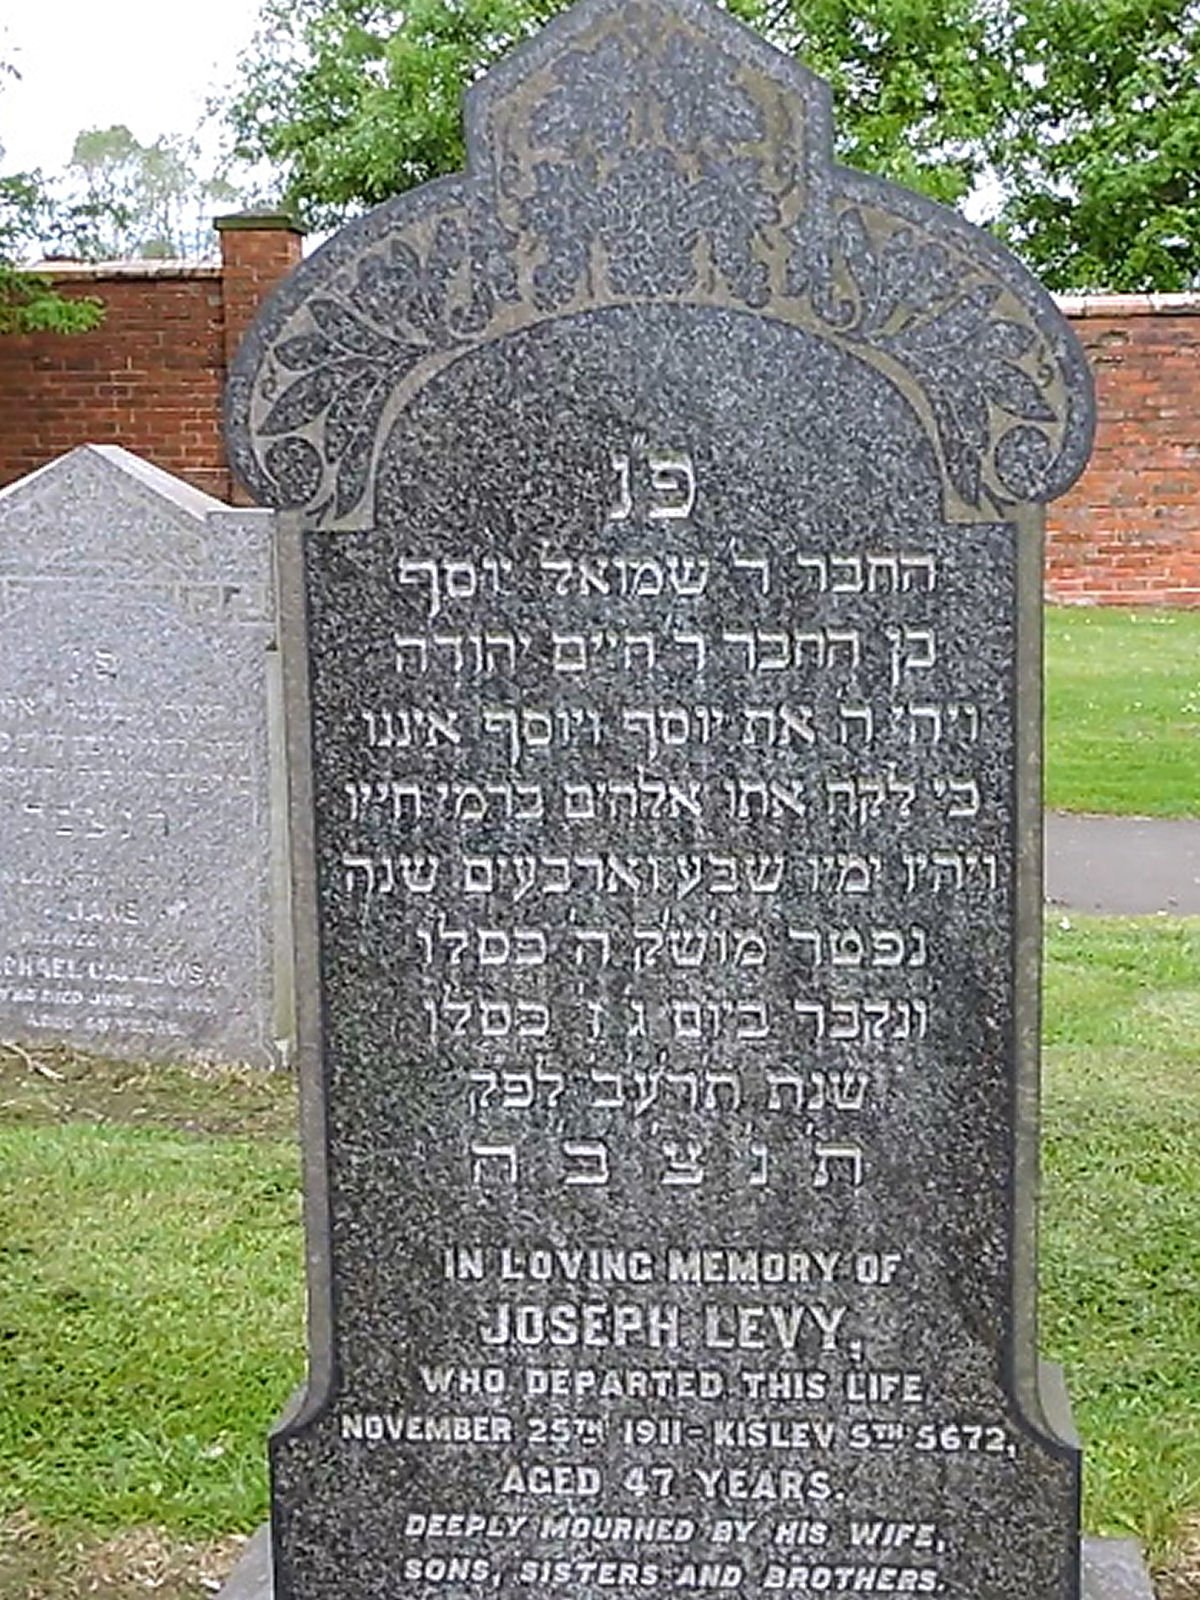 פ״נ
החבר ר' שמואל יוסף
בן החבר ר' חיים יהודה
ויהי ה' את יוסף ויוסף איננו
כי לקח אתו אלהים ברמי חייו
ויהיו ימיו שבע וארבעים שנה
נפטר מוש״ק ה' כסלו
ונקבר ביום ג' ז' כסלו
שנת תרע״ב לפ״ק
ת נ צ ב ה
IN LOVING MEMORY OF
JOSEPH LEVY,
WHO DEPARTED THIS LIFE
NOVEMBER 25TH 1911 - KISLEV 5TH 5672,
AGED 47 YEARS.
DEEPLY MOURNED BY HIS WIFE,
SONS, SISTERS AND BROTHERS.
JANE